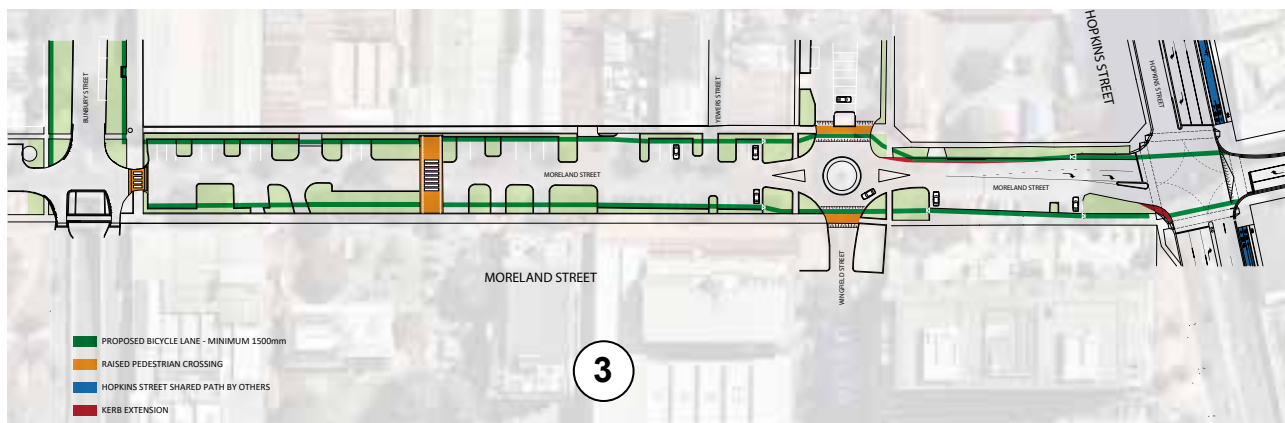 HOPKINS STREET
HOPKINS STREET
BUNBURY STREET
YEWERS STREET
MORELAND STREET
MORELAND STREET
WINGFIELD STREET
MORELAND STREET
PROPOSED BICYCLE LANE - MINIMUM 1500mm
RAISED PEDESTRIAN CROSSING
HOPKINS STREET SHARED PATH BY OTHERS
KERB EXTENSION
3